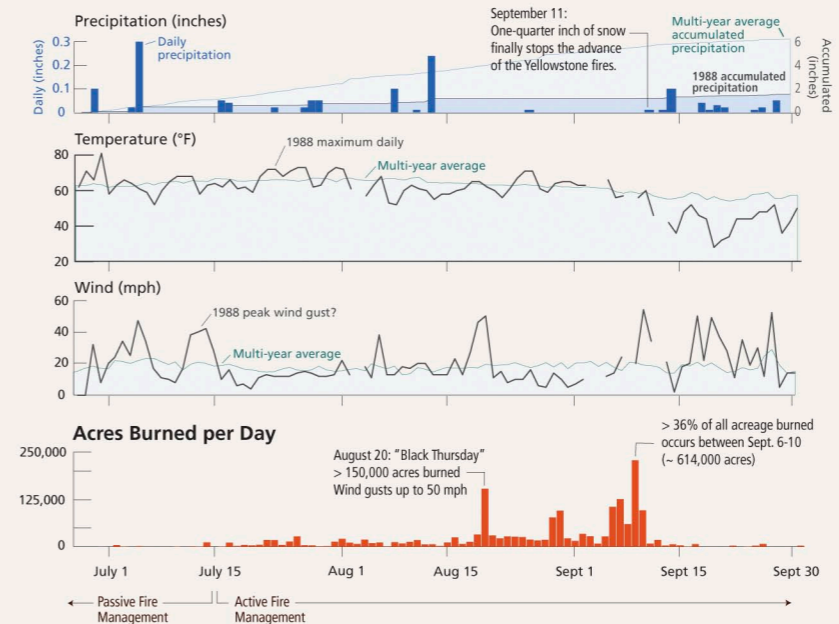 Precipitation (inches)
Daily (inches)
0.3
0.2
0.1
0
Daily
precipitation
September 11:
One-quarter inch of snow
finally stops the advance
of the Yellowstone fires.
Multi-year average
accumulated
precipitation
1988 accumulated
precipitation
6
4
2
0
Accumulated
(inches)
Temperature (°F)
80
60
40
20
1988 maximum daily
Multi-year average
Wind (mph)
60
40
20
0
1988 peak wind gust?
Multi-year average
Acres Burned per Day
250,000
125,000
0
August 20: "Black Thursday"
> 150,000 acres burned
Wind gusts up to 50 mph
> 36% of all acreage burned
occurs between Sept. 6-10
(~ 614,000 acres)
July 1
July 15
Aug 1
Aug 15
Sept 1
Sept 15
Sept 30
Passive Fire
Management
Active Fire
Management